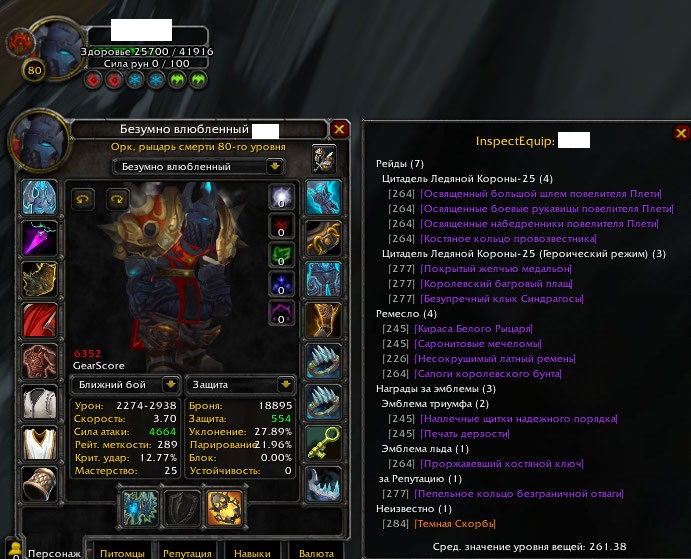 Здоровье 25700 / 41916
Сила рун 0 / 100
80
Безумно влюбленный
Орк, рыцарь смерти 80-го уровня
Безумно влюбленный
0
0
0
0
0
6352
GearScore
Ближний бой
Защита
Урон: 2274-2938
Скорость: 3.70
Сила атаки: 4664
Рейт. меткости: 289
Крит. удар: 12.77%
Мастерство: 25
Броня: 18895
Защита: 554
Уклонение: 27.89%
Парирование: 21.96%
Блок: 0.00%
Устойчивость: 0
Персонаж
Питомцы
Репутация
Навыки
Валюта
InspectEquip:
Рейды (7)
Цитадель Ледяной Короны-25 (4)
[264] [Освященный большой шлем повелителя Плети]
[264] [Освященные боевые рукавицы повелителя Плети]
[264] [Освященные набедренники повелителя Плети]
[264] [Костяное кольцо провозвестника]
Цитадель Ледяной Короны-25 (Героический режим) (3)
[277] [Покрытый желчью медальон]
[277] [Королевский багровый плащ]
[277] [Безупречный клык Синдрагосы]
Ремесло (4)
[245] [Кираса Белого Рыцаря]
[245] [Саронитовые мечеломы]
[226] [Несокрушимый латный ремень]
[264] [Сапоги королевского бунта]
Награды за эмблемы (3)
Эмблема триумфа (2)
[245] [Наплечные щитки надежного порядка]
[245] [Печать дерзости]
Эмблема льда (1)
[264] [Проржавевший костяной ключ]
за Репутацию (1)
[277] [Пепельное кольцо безграничной отваги]
Неизвестно (1)
[284] [Темная Скорбь]
Сред. значение уровня вещей: 261.38